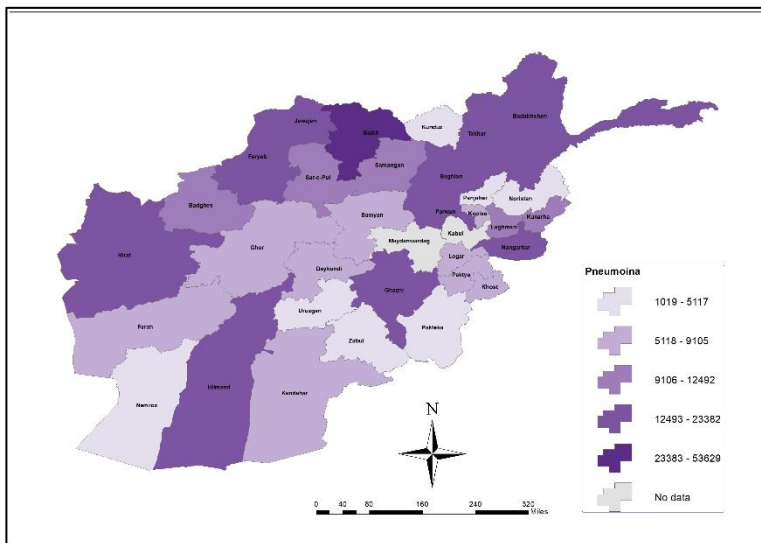 Badakhshan
Jawzjan
Balkh
Kunduz
Takhar
Faryab
Samangan
Baghlan
Sar-e-Pul
Panjsher
Noristan
Badghes
Bamyan
Parwan
Kapisa
Kunarha
Laghman
Kabul
Maydanwardag
Nangarhar
Hirat
Ghor
Logar
Daykundi
Paktya
Khost
Ghazni
Uruzgan
Farah
Pakteka
Zabul
Hilmand
Kandahar
Nemroz
Pneumoina
1019 - 5117
5118 - 9105
9106 - 12492
12493 - 23382
23383 - 53629
No data
N
0 40 80 160 240 320
Miles